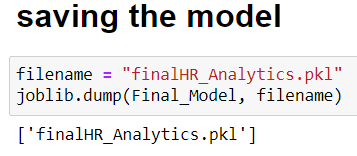 saving the model
filename = "finalHR_Analytics.pkl"
joblib.dump(Final_Model, filename)
['finalHR_Analytics.pkl']